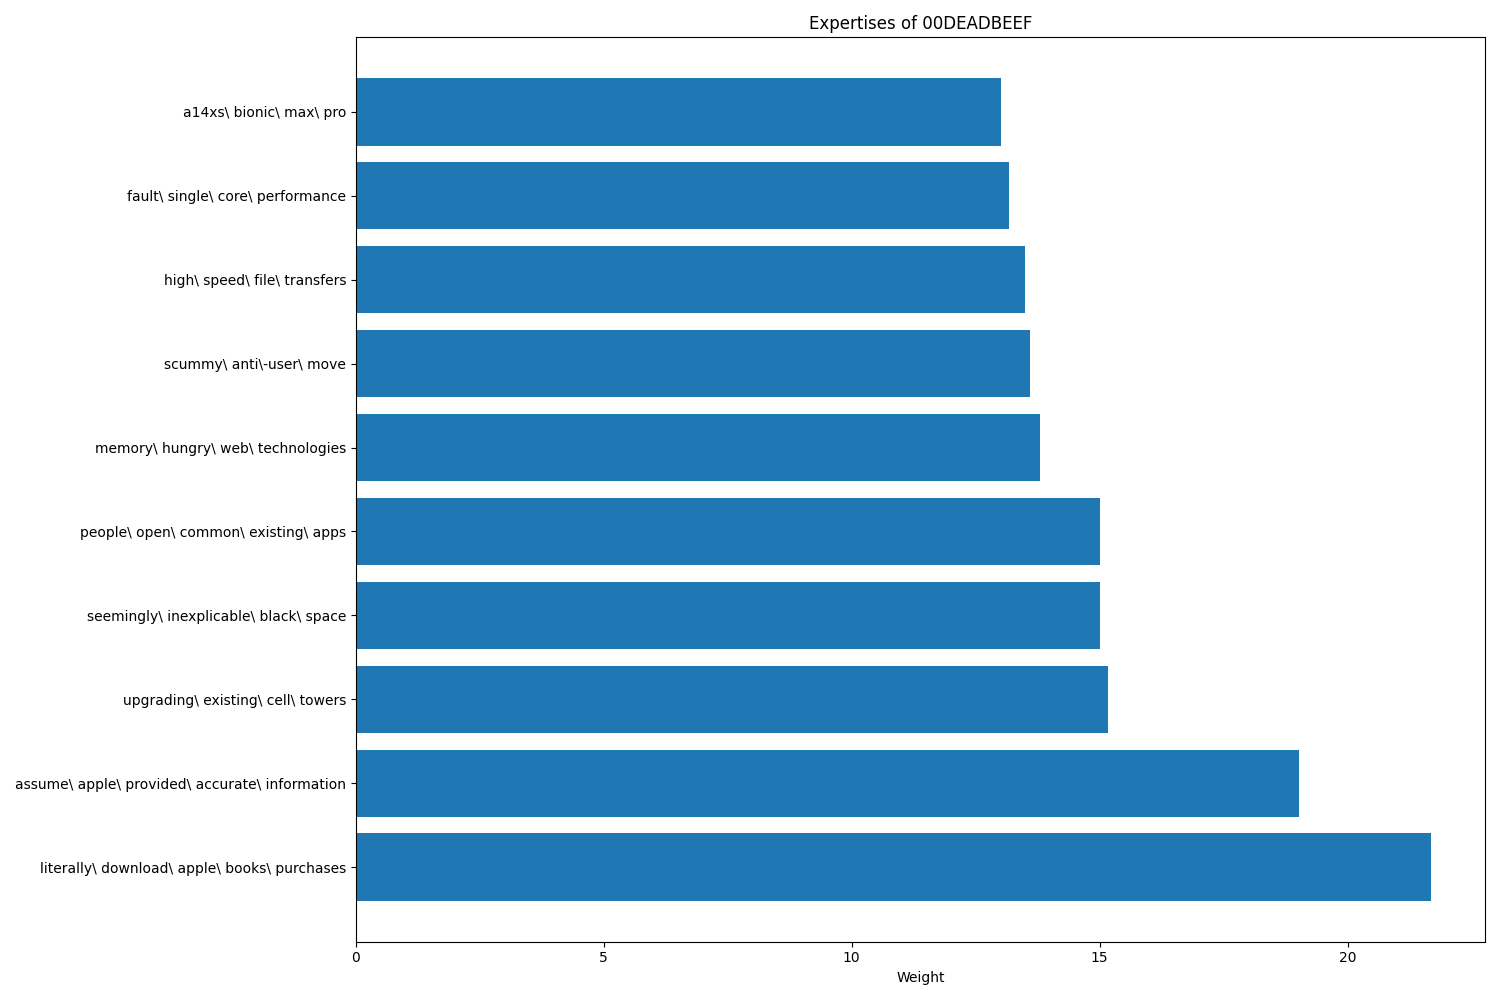 Expertises of 00DEADBEEF
a14xs\ bionic\ max\ pro
fault\ single\ core\ performance
high\ speed\ file\ transfers
scummy\ anti\-user\ move
memory\ hungry\ web\ technologies
people\ open\ common\ existing\ apps
seemingly\ inexplicable\ black\ space
upgrading\ existing\ cell\ towers
assume\ apple\ provided\ accurate\ information
literally\ download\ apple\ books\ purchases
0 5 10 15 20
Weight